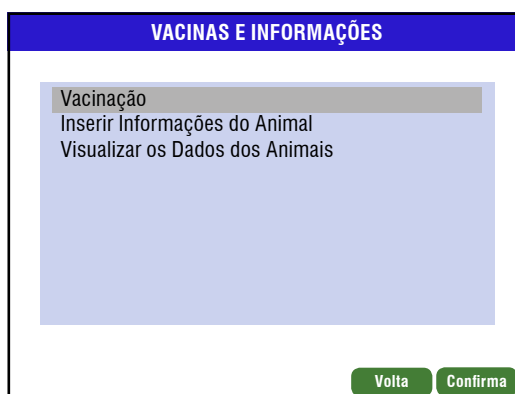 VACINAS E INFORMAÇÕES
Vacinação
Inserir Informações do Animal
Visualizar os Dados dos Animais
Volta Confirma